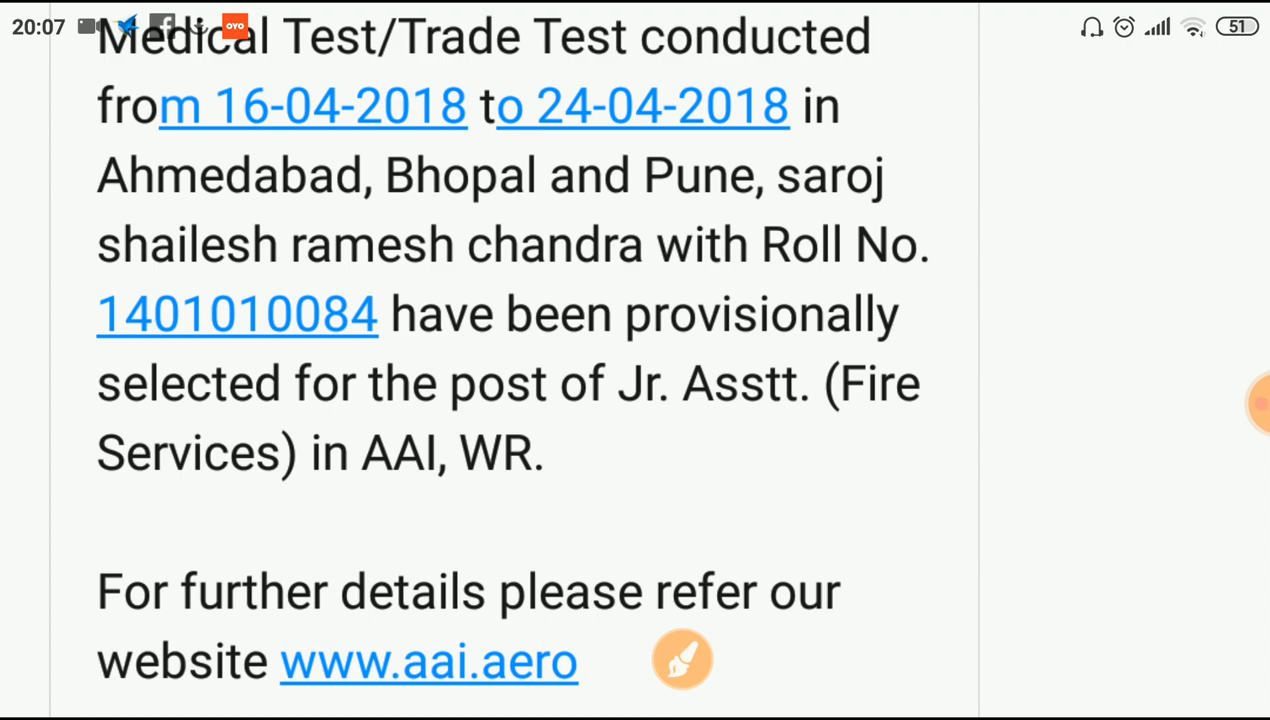 20:07
OYO
51
Medical Test/Trade Test conducted
from 16-04-2018 to 24-04-2018 in
Ahmedabad, Bhopal and Pune, saroj
shailesh ramesh chandra with Roll No.
1401010084 have been provisionally
selected for the post of Jr. Asstt. (Fire
Services) in AAI, WR.
For further details please refer our
website www.aai.aero